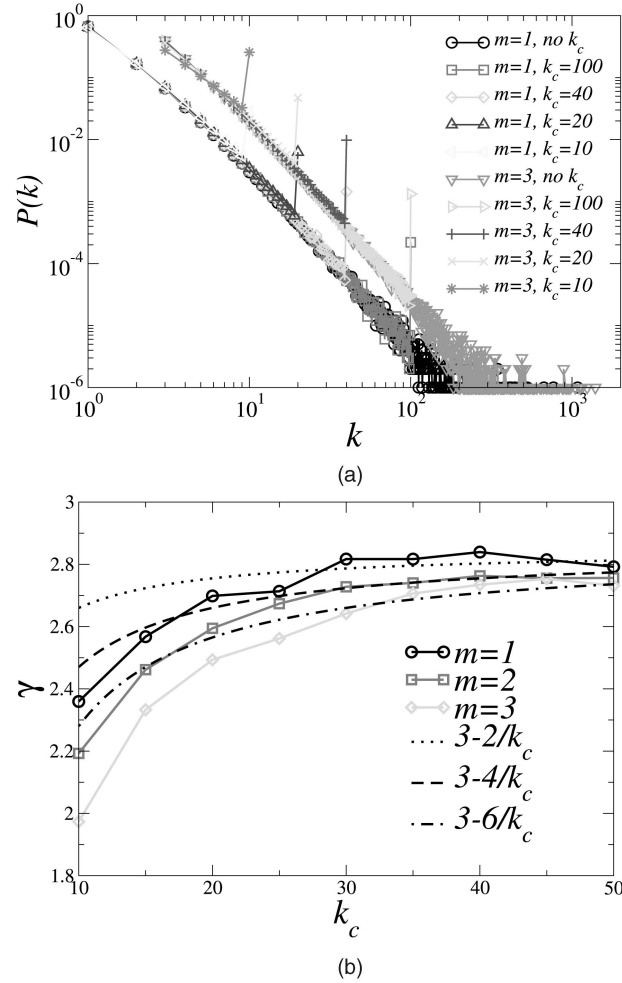 10^0
10^-2
10^-4
10^-6
P(k)
m=1, no k_c
m=1, k_c=100
m=1, k_c=40
m=1, k_c=20
m=1, k_c=10
m=3, no k_c
m=3, k_c=100
m=3, k_c=40
m=3, k_c=20
m=3, k_c=10
10^0 10^1 10^2 10^3
k
(a)
3
2.8
2.6
2.4
2.2
2
1.8
γ
m=1
m=2
m=3
3-2/k_c
3-4/k_c
3-6/k_c
10 20 30 40 50
k_c
(b)